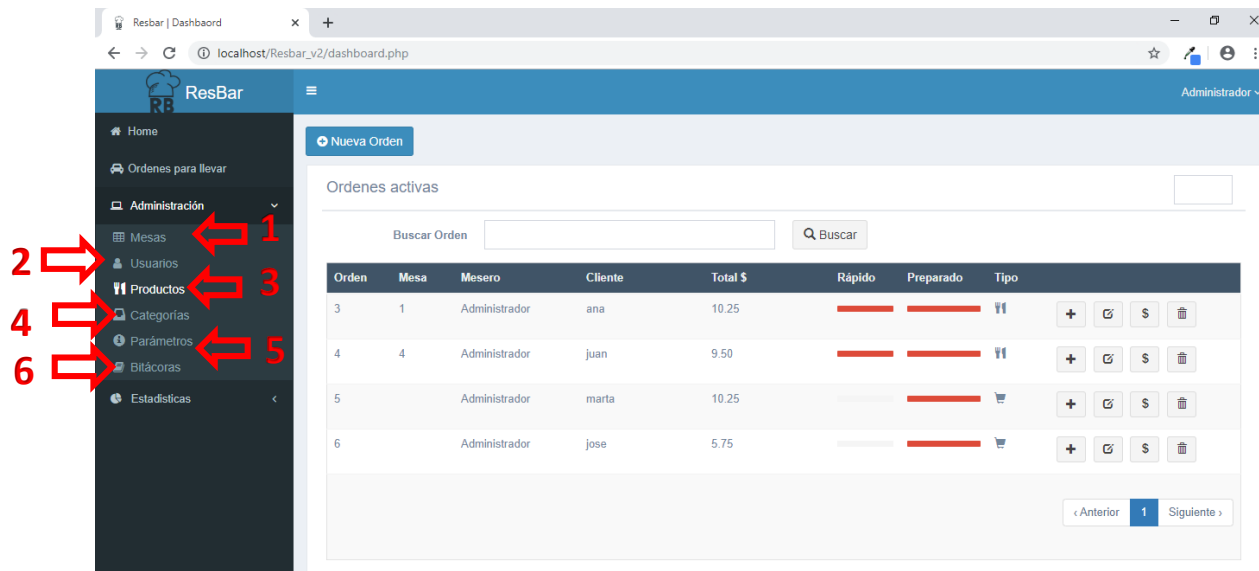 Resbar | Dashbaord
localhost/Resbar_v2/dashboard.php
RB ResBar
Administrador
Home
Nueva Orden
Ordenes para llevar
Ordenes activas
Administración
Mesas 1
Buscar Orden Buscar
2 Usuarios
Orden Mesa Mesero Cliente Total $ Rápido Preparado Tipo
Productos 3
3 1 Administrador ana 10.25 $
4 Categorías
Parámetros 5
4 4 Administrador juan 9.50 $
6 Bitácoras
Estadisticas
5 Administrador marta 10.25 $
6 Administrador jose 5.75 $
‹ Anterior 1 Siguiente ›